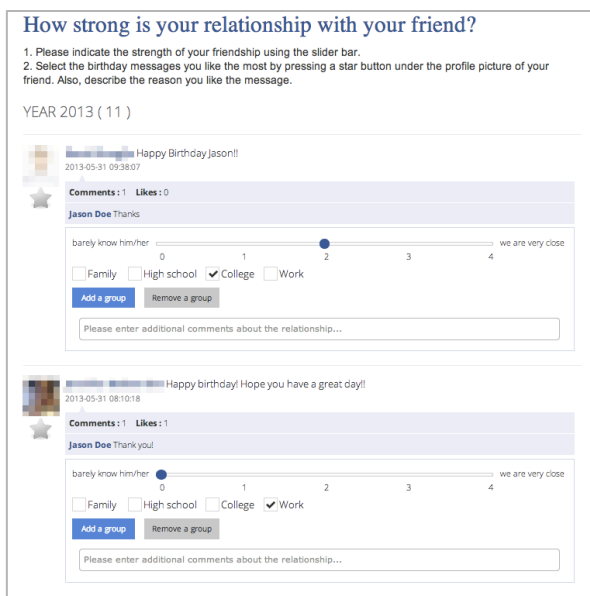 How strong is your relationship with your friend?
1. Please indicate the strength of your friendship using the slider bar.
2. Select the birthday messages you like the most by pressing a star button under the profile picture of your
friend. Also, describe the reason you like the message.
YEAR 2013 ( 11 )
Happy Birthday Jason!!
2013-05-31 09:38:07
Comments : 1 Likes : 0
Jason Doe Thanks
barely know him/her we are very close
0 1 2 3 4
Family High school College Work
Add a group Remove a group
Please enter additional comments about the relationship...
Happy birthday! Hope you have a great day!!
2013-05-31 08:10:18
Comments : 1 Likes : 1
Jason Doe Thank you!
barely know him/her we are very close
0 1 2 3 4
Family High school College Work
Add a group Remove a group
Please enter additional comments about the relationship...